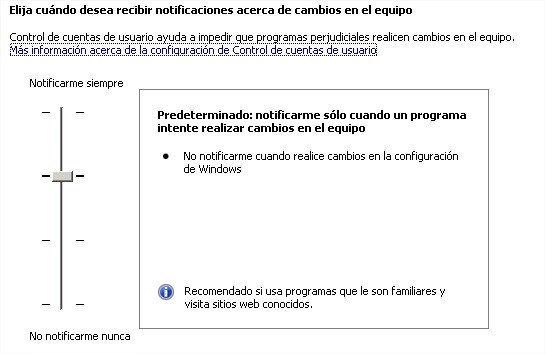 Elija cuándo desea recibir notificaciones acerca de cambios en el equipo
Control de cuentas de usuario ayuda a impedir que programas perjudiciales realicen cambios en el equipo.
Más información acerca de la configuración de Control de cuentas de usuario
Notificarme siempre
Predeterminado: notificarme sólo cuando un programa
intente realizar cambios en el equipo
No notificarme cuando realice cambios en la configuración
de Windows
Recomendado si usa programas que le son familiares y
visita sitios web conocidos.
No notificarme nunca